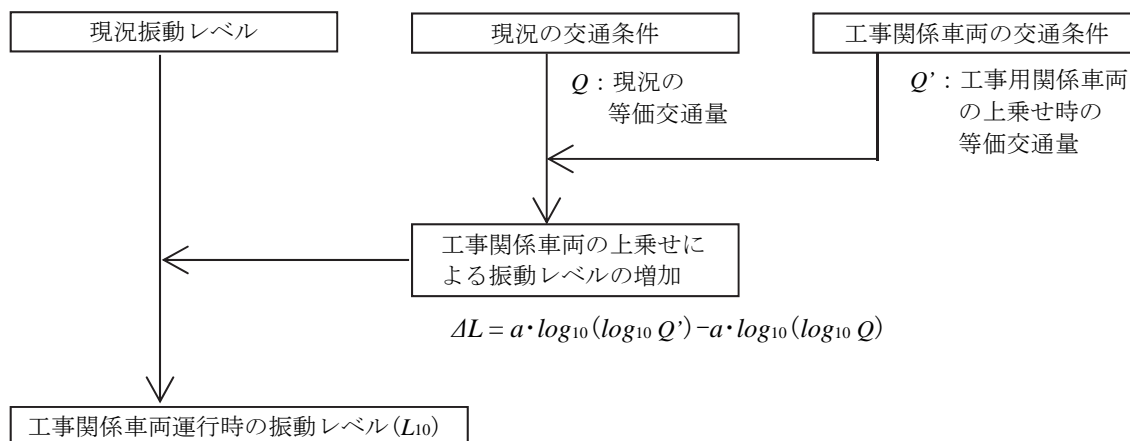 現況振動レベル
現況の交通条件
工事関係車両の交通条件
Q：現況の
等価交通量
Q’：工事用関係車両
の上乗せ時の
等価交通量
工事関係車両の上乗せに
よる振動レベルの増加
ΔL = a・log10 (log10 Q’) −a・log10 (log10 Q)
工事関係車両運行時の振動レベル(L10)